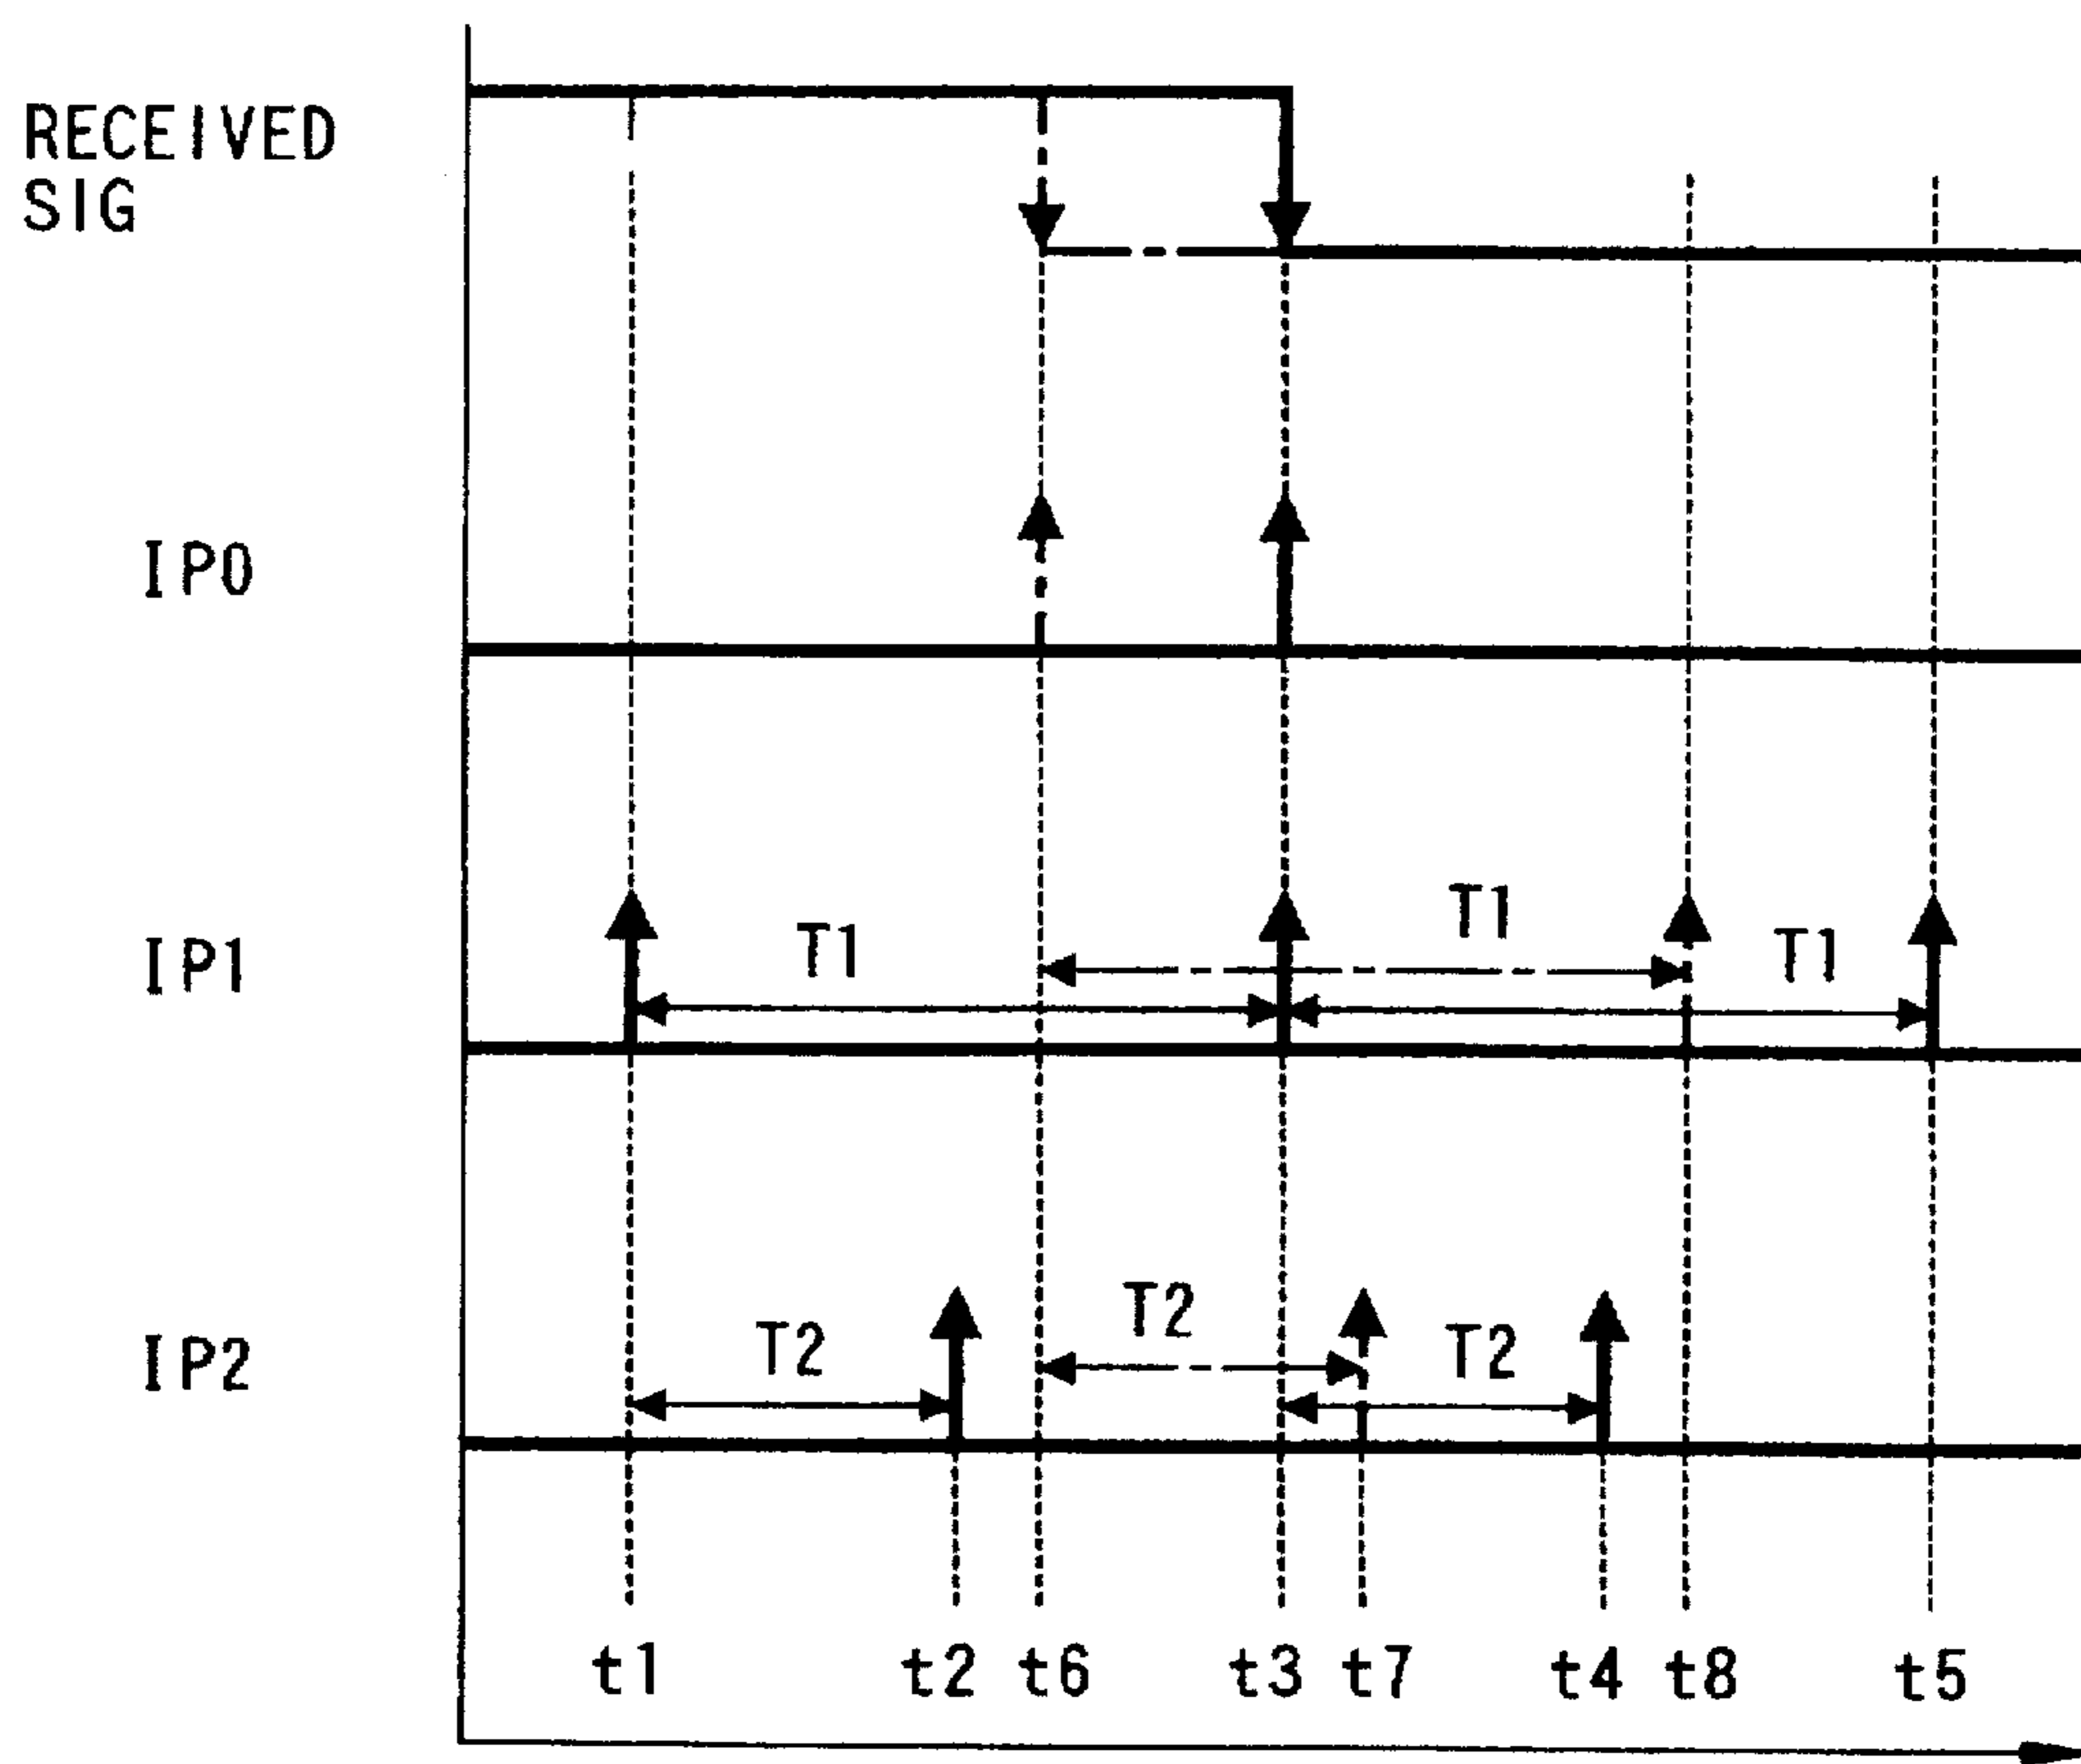 RECEIVED
SIG
IP0
IP1
T1
T1
T1
IP2
T2
T2
T2
t1 t2 t6 t3 t7 t4 t8 t5